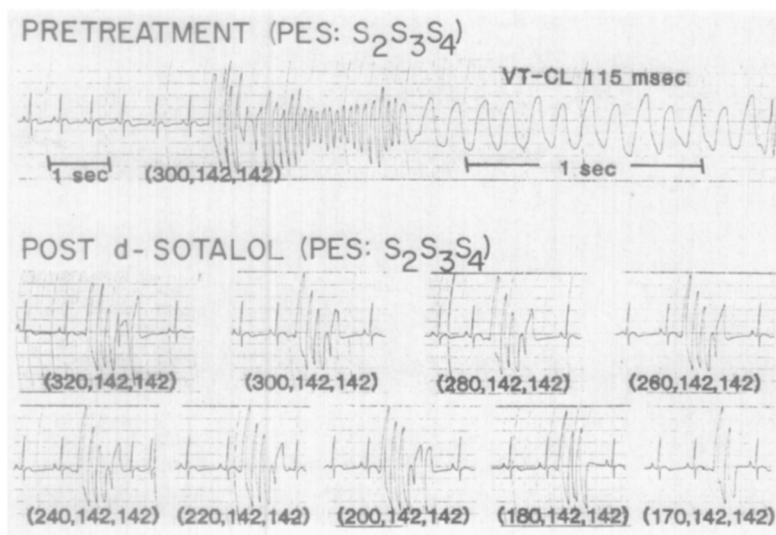 PRETREATMENT (PES: S2S3S4)
VT-CL 115 msec
1 sec
1 sec
(300,142,142)
POST d-SOTALOL (PES: S2S3S4)
(320,142,142) (300,142,142) (280,142,142) (260,142,142)
(240,142,142) (220,142,142) (200,142,142) (180,142,142) (170,142,142)